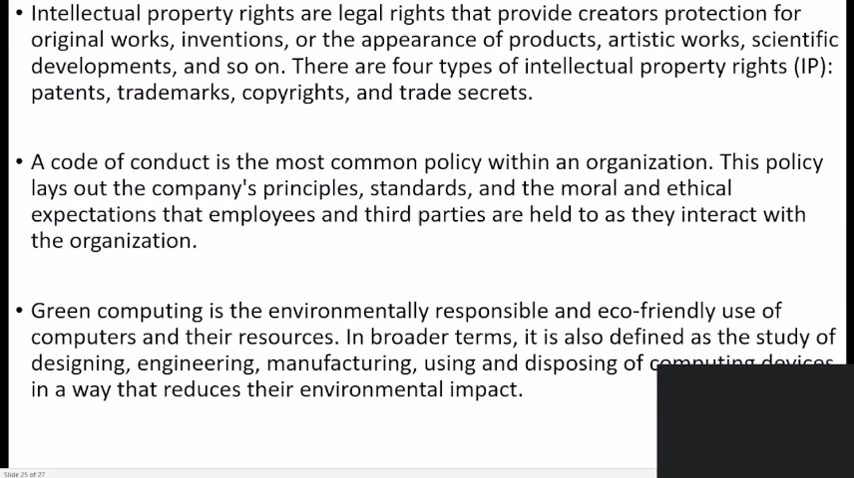 • Intellectual property rights are legal rights that provide creators protection for
original works, inventions, or the appearance of products, artistic works, scientific
developments, and so on. There are four types of intellectual property rights (IP):
patents, trademarks, copyrights, and trade secrets.
• A code of conduct is the most common policy within an organization. This policy
lays out the company's principles, standards, and the moral and ethical
expectations that employees and third parties are held to as they interact with
the organization.
• Green computing is the environmentally responsible and eco-friendly use of
computers and their resources. In broader terms, it is also defined as the study of
designing, engineering, manufacturing, using and disposing of computing devices
in a way that reduces their environmental impact.
Slide 25 of 27